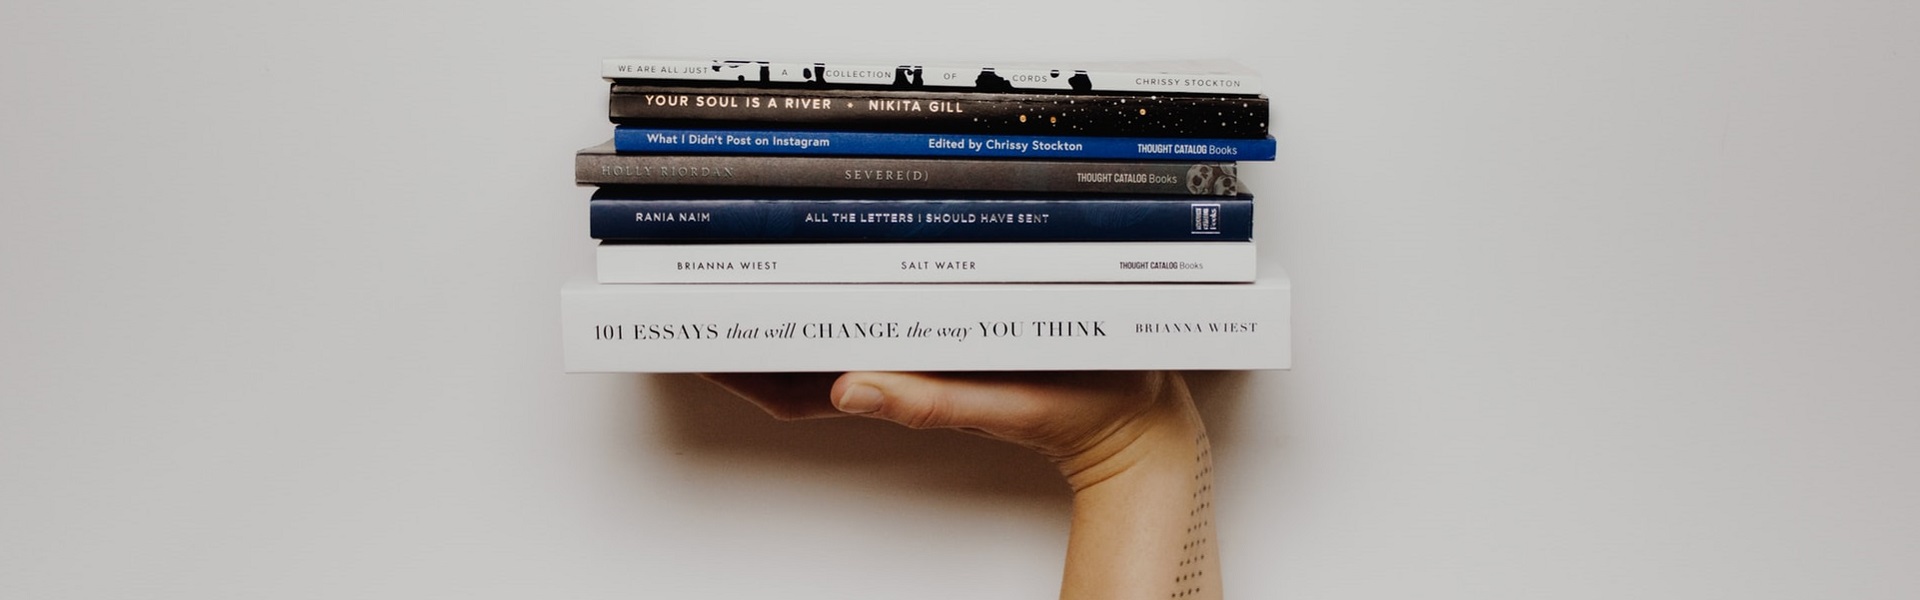 WE ARE ALL JUST A COLLECTION OF CORDS CHRISSY STOCKTON
YOUR SOUL IS A RIVER • NIKITA GILL
What I Didn't Post on Instagram Edited by Chrissy Stockton THOUGHT CATALOG Books
HOLLY RIORDAN SEVERE(D) THOUGHT CATALOG Books
RANIA NAIM ALL THE LETTERS I SHOULD HAVE SENT
BRIANNA WIEST SALT WATER THOUGHT CATALOG Books
101 ESSAYS that will CHANGE the way YOU THINK BRIANNA WIEST